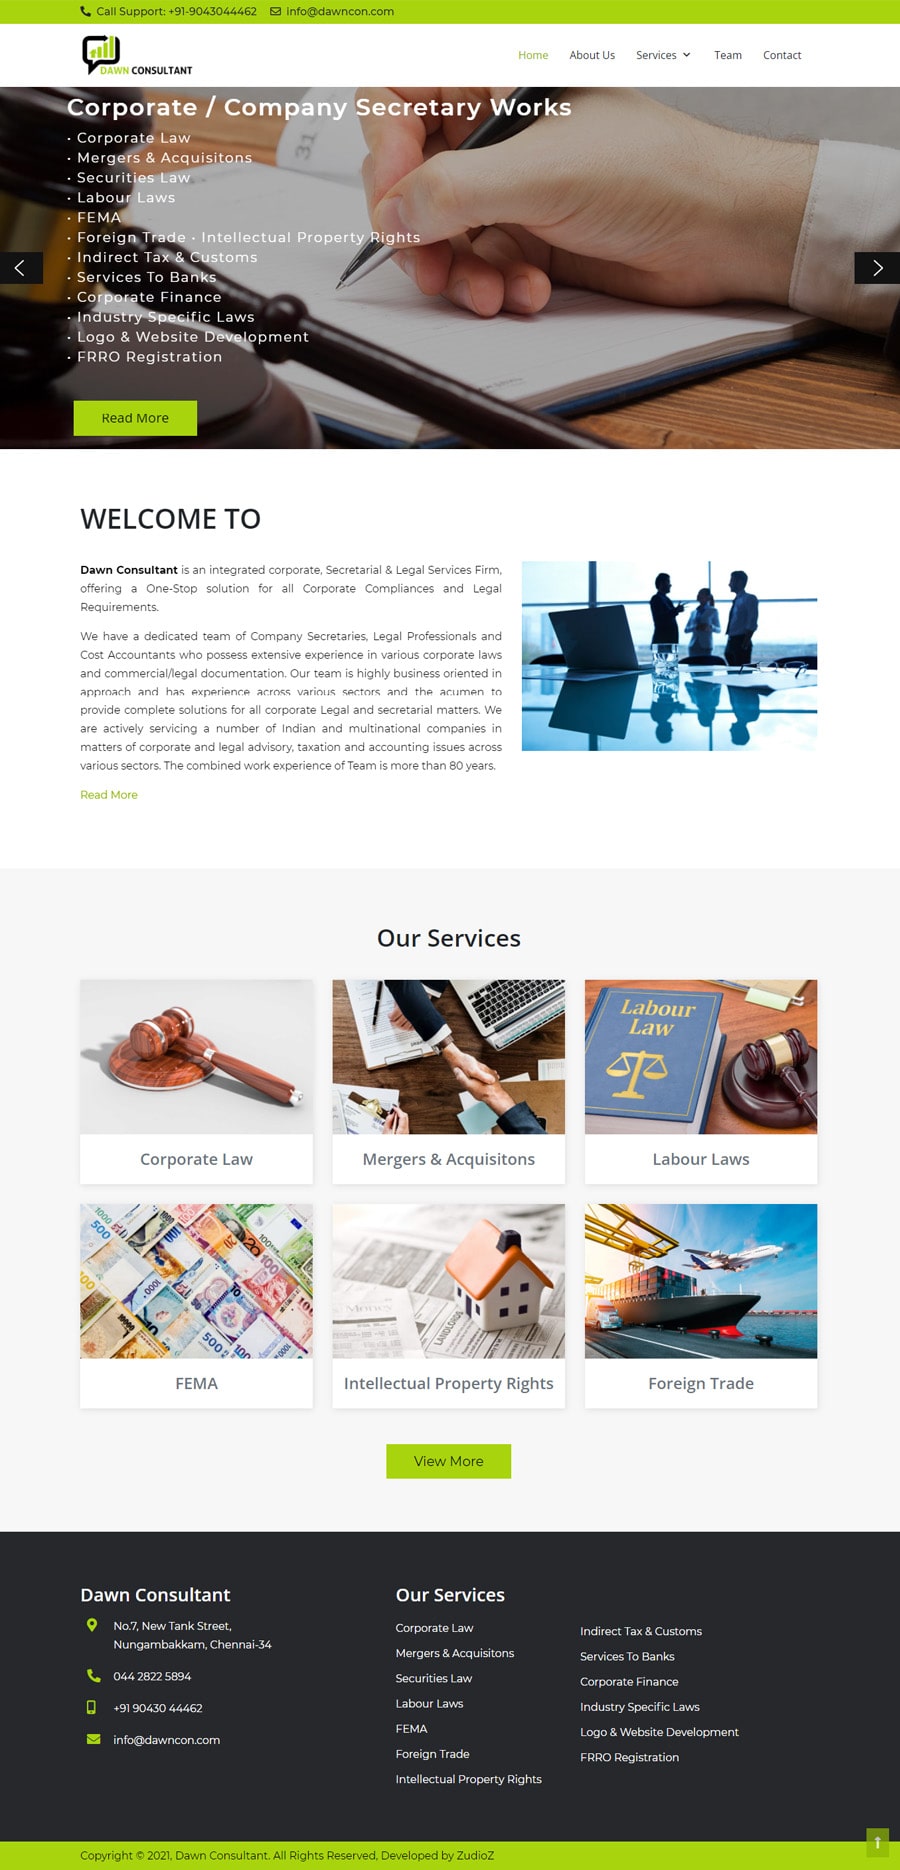 Call Support: +91-9043044462 info@dawncon.com
DAWN CONSULTANT
Home About Us Services Team Contact
Corporate / Company Secretary Works
• Corporate Law
• Mergers & Acquisitons
• Securities Law
• Labour Laws
• FEMA
• Foreign Trade • Intellectual Property Rights
• Indirect Tax & Customs
• Services To Banks
• Corporate Finance
• Industry Specific Laws
• Logo & Website Development
• FRRO Registration
Read More
WELCOME TO
Dawn Consultant is an integrated corporate, Secretarial & Legal Services Firm,
offering a One-Stop solution for all Corporate Compliances and Legal
Requirements.
We have a dedicated team of Company Secretaries, Legal Professionals and
Cost Accountants who possess extensive experience in various corporate laws
and commercial/legal documentation. Our team is highly business oriented in
approach and has experience across various sectors and the acumen to
provide complete solutions for all corporate Legal and secretarial matters. We
are actively servicing a number of Indian and multinational companies in
matters of corporate and legal advisory, taxation and accounting issues across
various sectors. The combined work experience of Team is more than 80 years.
Read More
Our Services
Labour
Law
Corporate Law
Mergers & Acquisitons
Labour Laws
LANDLORDS
FEMA
Intellectual Property Rights
Foreign Trade
View More
Dawn Consultant
No.7, New Tank Street,
Nungambakkam, Chennai-34
044 2822 5894
+91 90430 44462
info@dawncon.com
Our Services
Corporate Law
Mergers & Acquisitons
Securities Law
Labour Laws
FEMA
Foreign Trade
Intellectual Property Rights
Indirect Tax & Customs
Services To Banks
Corporate Finance
Industry Specific Laws
Logo & Website Development
FRRO Registration
Copyright © 2021, Dawn Consultant. All Rights Reserved, Developed by ZudioZ